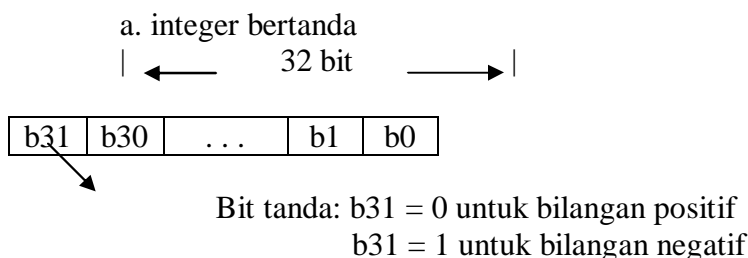 a. integer bertanda
| 32 bit |
b31 b30 . . . b1 b0
Bit tanda: b31 = 0 untuk bilangan positif
b31 = 1 untuk bilangan negatif